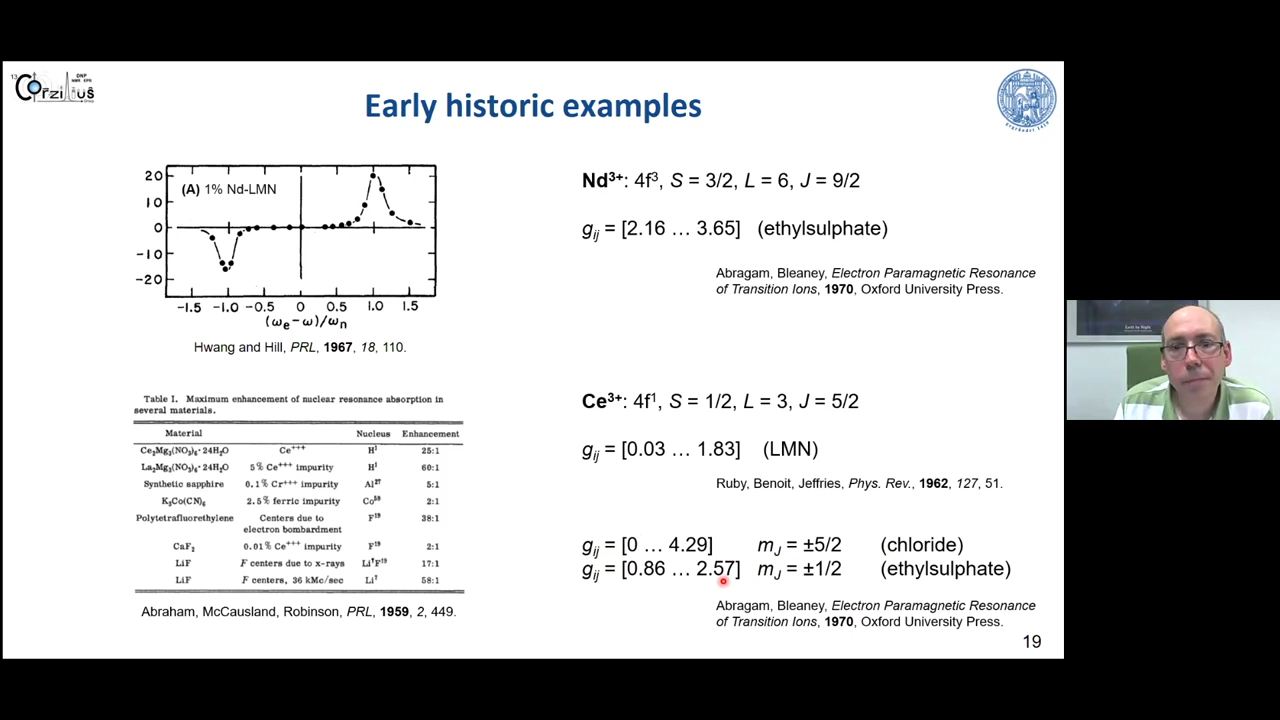 13
Corzilius
DNP
NMR · EPR
Group
Early historic examples
20
10
0
-10
-20
(A) 1% Nd-LMN
-1.5 -1.0 -0.5 0 0.5 1.0 1.5
(ωe-ω)/ωn
Hwang and Hill, PRL, 1967, 18, 110.
Nd3+: 4f3, S = 3/2, L = 6, J = 9/2
gij = [2.16 … 3.65] (ethylsulphate)
Abragam, Bleaney, Electron Paramagnetic Resonance
of Transition Ions, 1970, Oxford University Press.
Table I. Maximum enhancement of nuclear resonance absorption in
several materials.
Material Nucleus Enhancement
Ce2Mg3(NO3)6·24H2O Ce+++ H1 25:1
La2Mg3(NO3)6·24H2O 5% Ce+++ impurity H1 60:1
Synthetic sapphire 0.1% Cr+++ impurity Al27 5:1
K3Co(CN)6 2.5% ferric impurity Co59 2:1
Polytetrafluoroethylene Centers due to F19 38:1
electron bombardment
CaF2 0.01% Ce+++ impurity F19 2:1
LiF F centers due to x-rays Li7F19 17:1
LiF F centers, 36 kMc/sec Li7 58:1
Abraham, McCausland, Robinson, PRL, 1959, 2, 449.
Ce3+: 4f1, S = 1/2, L = 3, J = 5/2
gij = [0.03 … 1.83] (LMN)
Ruby, Benoit, Jeffries, Phys. Rev., 1962, 127, 51.
gij = [0 … 4.29] mJ = ±5/2 (chloride)
gij = [0.86 … 2.57] mJ = ±1/2 (ethylsulphate)
Abragam, Bleaney, Electron Paramagnetic Resonance
of Transition Ions, 1970, Oxford University Press.
19